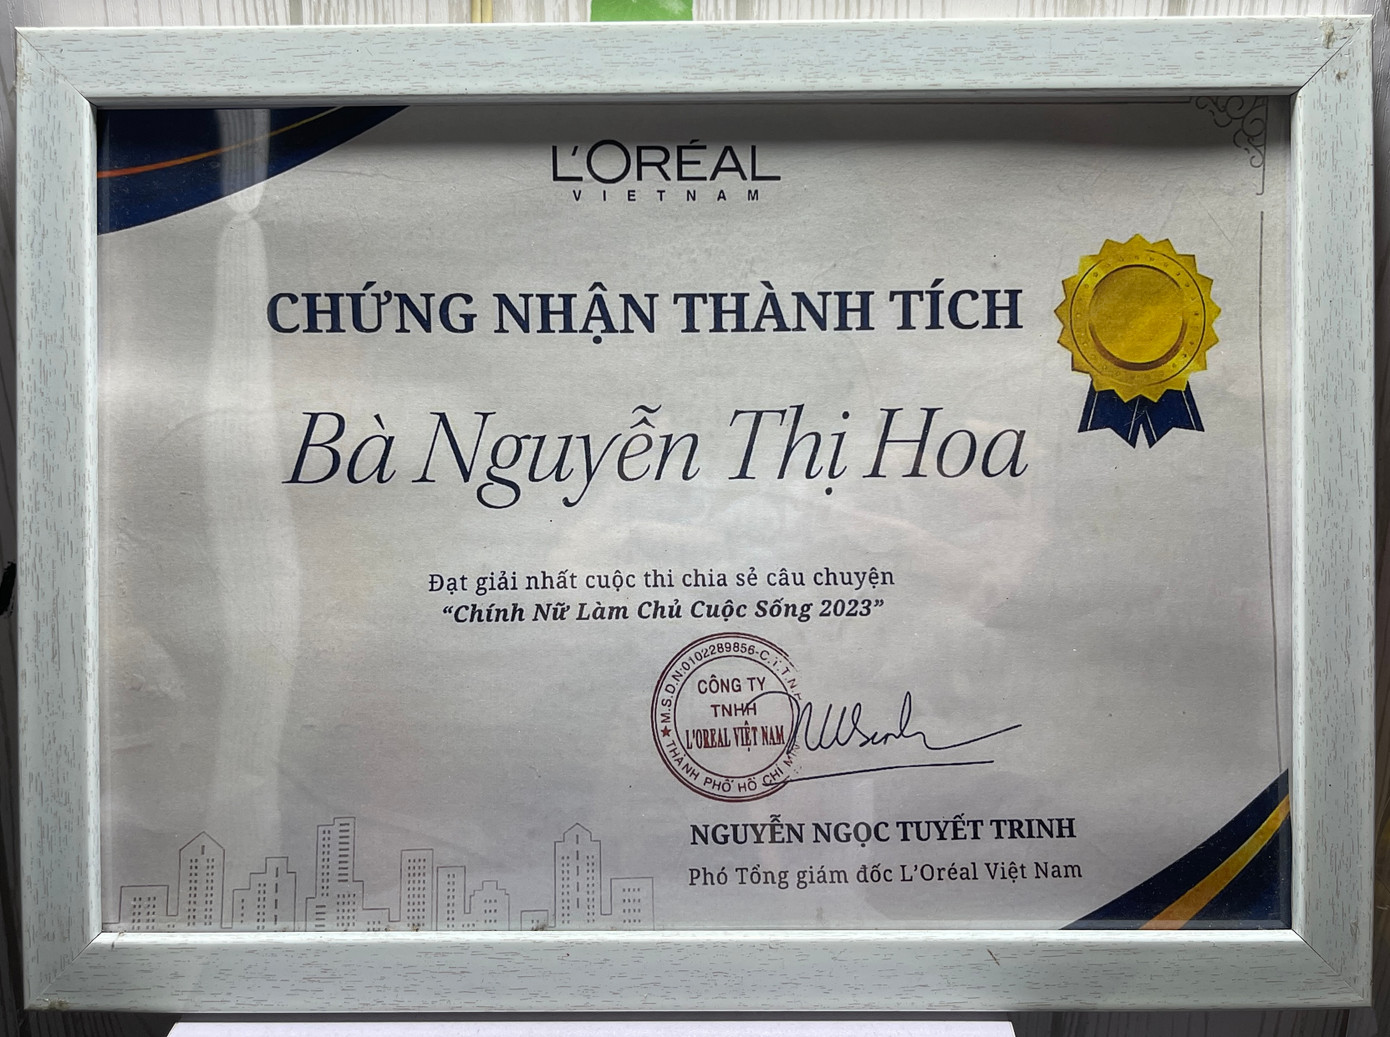 L'ORÉAL
VIETNAM
CHỨNG NHẬN THÀNH TÍCH
Bà Nguyễn Thị Hoa
Đạt giải nhất cuộc thi chia sẻ câu chuyện
“Chính Nữ Làm Chủ Cuộc Sống 2023”
M.S.D.N:0102289856-C.T.T.N.H
CÔNG TY
TNHH
L'OREAL VIỆT NAM
THÀNH PHỐ HỒ CHÍ
NGUYỄN NGỌC TUYẾT TRINH
Phó Tổng giám đốc L’Oréal Việt Nam